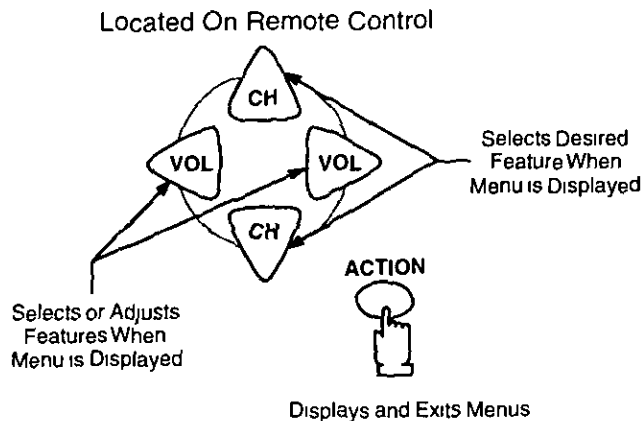 Located On Remote Control
CH
VOL
VOL
CH
Selects Desired
Feature When
Menu is Displayed
ACTION
Selects or Adjusts
Features When
Menu is Displayed
Displays and Exits Menus